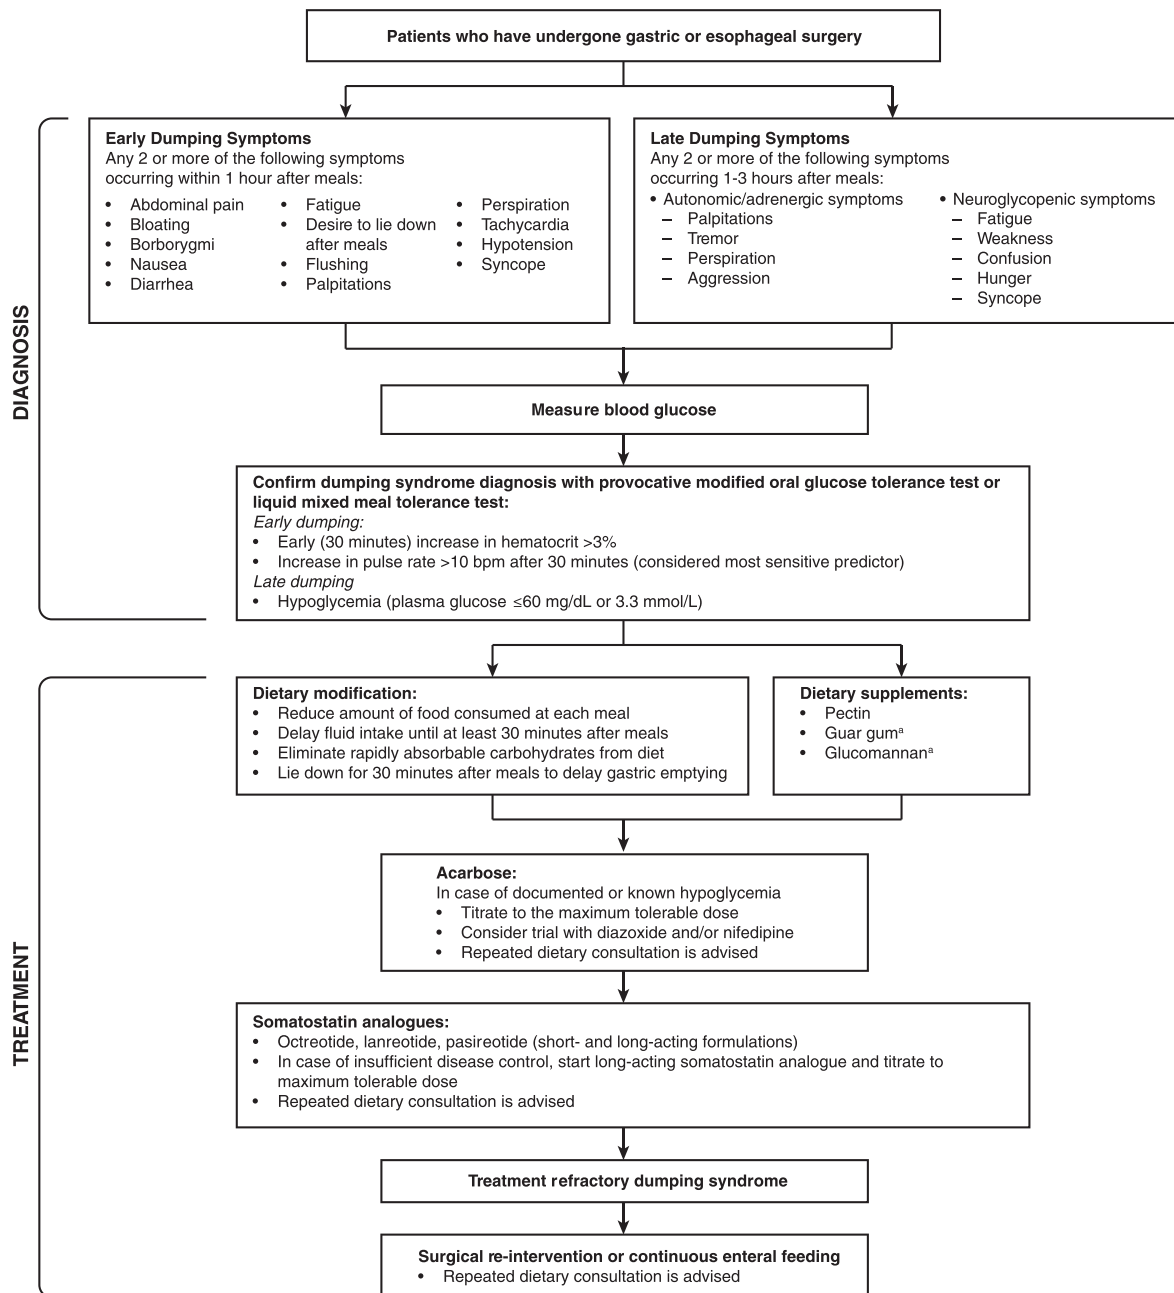 Patients who have undergone gastric or esophageal surgery
DIAGNOSIS
Early Dumping Symptoms
Any 2 or more of the following symptoms
occurring within 1 hour after meals:
• Abdominal pain
• Bloating
• Borborygmi
• Nausea
• Diarrhea
• Fatigue
• Desire to lie down
after meals
• Flushing
• Palpitations
• Perspiration
• Tachycardia
• Hypotension
• Syncope
Late Dumping Symptoms
Any 2 or more of the following symptoms
occurring 1-3 hours after meals:
• Autonomic/adrenergic symptoms
– Palpitations
– Tremor
– Perspiration
– Aggression
• Neuroglycopenic symptoms
– Fatigue
– Weakness
– Confusion
– Hunger
– Syncope
Measure blood glucose
Confirm dumping syndrome diagnosis with provocative modified oral glucose tolerance test or
liquid mixed meal tolerance test:
Early dumping:
• Early (30 minutes) increase in hematocrit >3%
• Increase in pulse rate >10 bpm after 30 minutes (considered most sensitive predictor)
Late dumping
• Hypoglycemia (plasma glucose ≤60 mg/dL or 3.3 mmol/L)
TREATMENT
Dietary modification:
• Reduce amount of food consumed at each meal
• Delay fluid intake until at least 30 minutes after meals
• Eliminate rapidly absorbable carbohydrates from diet
• Lie down for 30 minutes after meals to delay gastric emptying
Dietary supplements:
• Pectin
• Guar gumᵃ
• Glucomannanᵃ
Acarbose:
In case of documented or known hypoglycemia
• Titrate to the maximum tolerable dose
• Consider trial with diazoxide and/or nifedipine
• Repeated dietary consultation is advised
Somatostatin analogues:
• Octreotide, lanreotide, pasireotide (short- and long-acting formulations)
• In case of insufficient disease control, start long-acting somatostatin analogue and titrate to
maximum tolerable dose
• Repeated dietary consultation is advised
Treatment refractory dumping syndrome
Surgical re-intervention or continuous enteral feeding
• Repeated dietary consultation is advised